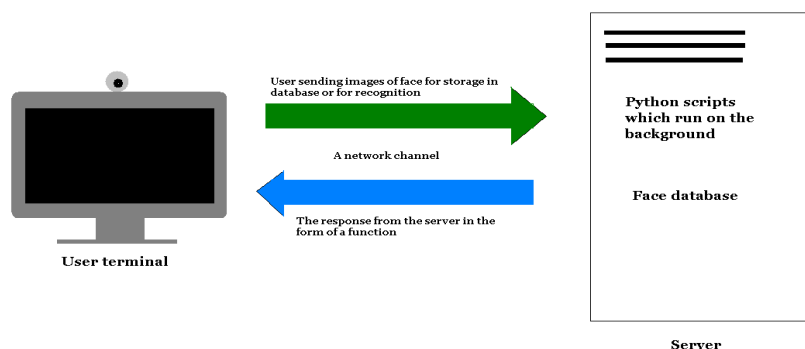 User sending images of face for storage in
database or for recognition
Python scripts
which run on the
background
A network channel
Face database
The response from the server in the
form of a function
User terminal
Server